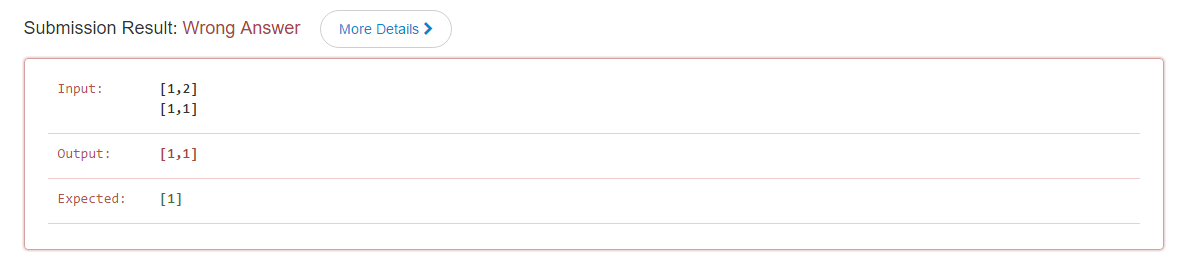 Submission Result: Wrong Answer More Details
Input: [1,2]
[1,1]
Output: [1,1]
Expected: [1]